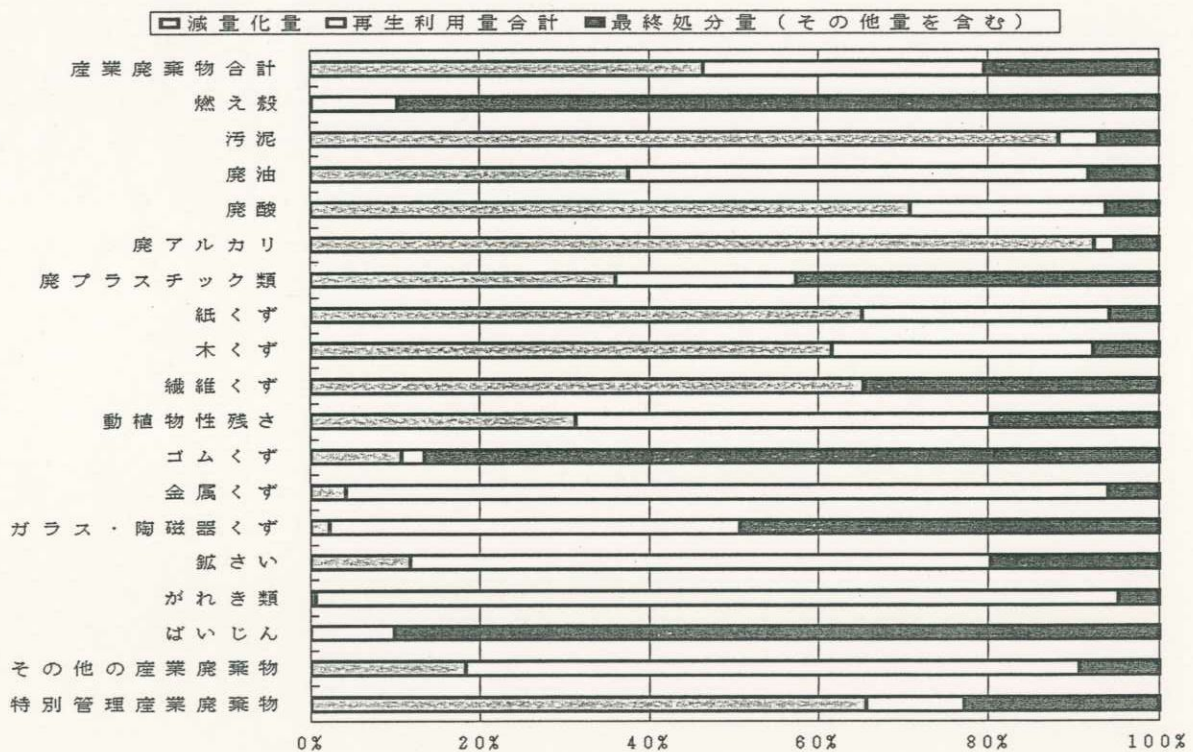 減量化量 再生利用量合計 最終処分量(その他量を含む)
産業廃棄物合計
燃え殻
汚泥
廃油
廃酸
廃アルカリ
廃プラスチック類
紙くず
木くず
繊維くず
動植物性残さ
ゴムくず
金属くず
ガラス・陶磁器くず
鉱さい
がれき類
ばいじん
その他の産業廃棄物
特別管理産業廃棄物
0% 20% 40% 60% 80% 100%